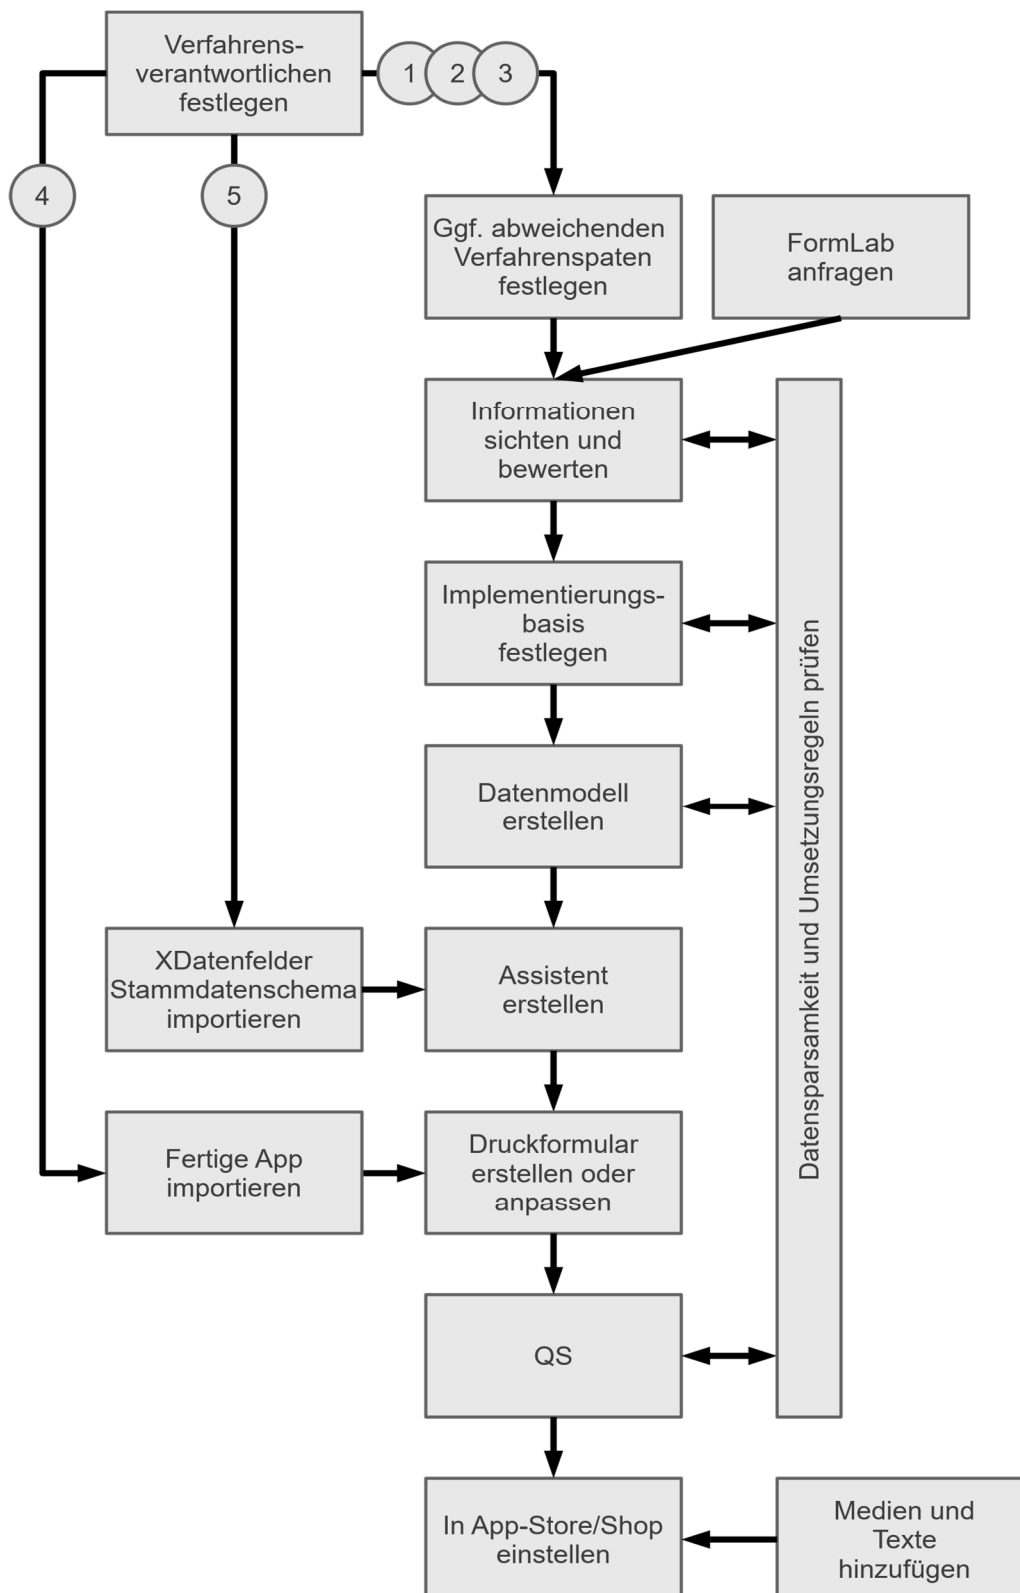 Verfahrens-
verantwortlichen
festlegen
1
2
3
4
5
Ggf. abweichenden
Verfahrenspaten
festlegen
FormLab
anfragen
Informationen
sichten und
bewerten
Implementierungs-
basis
festlegen
Datenmodell
erstellen
Datensparsamkeit und Umsetzungsregeln prüfen
XDatenfelder
Stammdatenschema
importieren
Assistent
erstellen
Fertige App
importieren
Druckformular
erstellen oder
anpassen
QS
In App-Store/Shop
einstellen
Medien und
Texte
hinzufügen